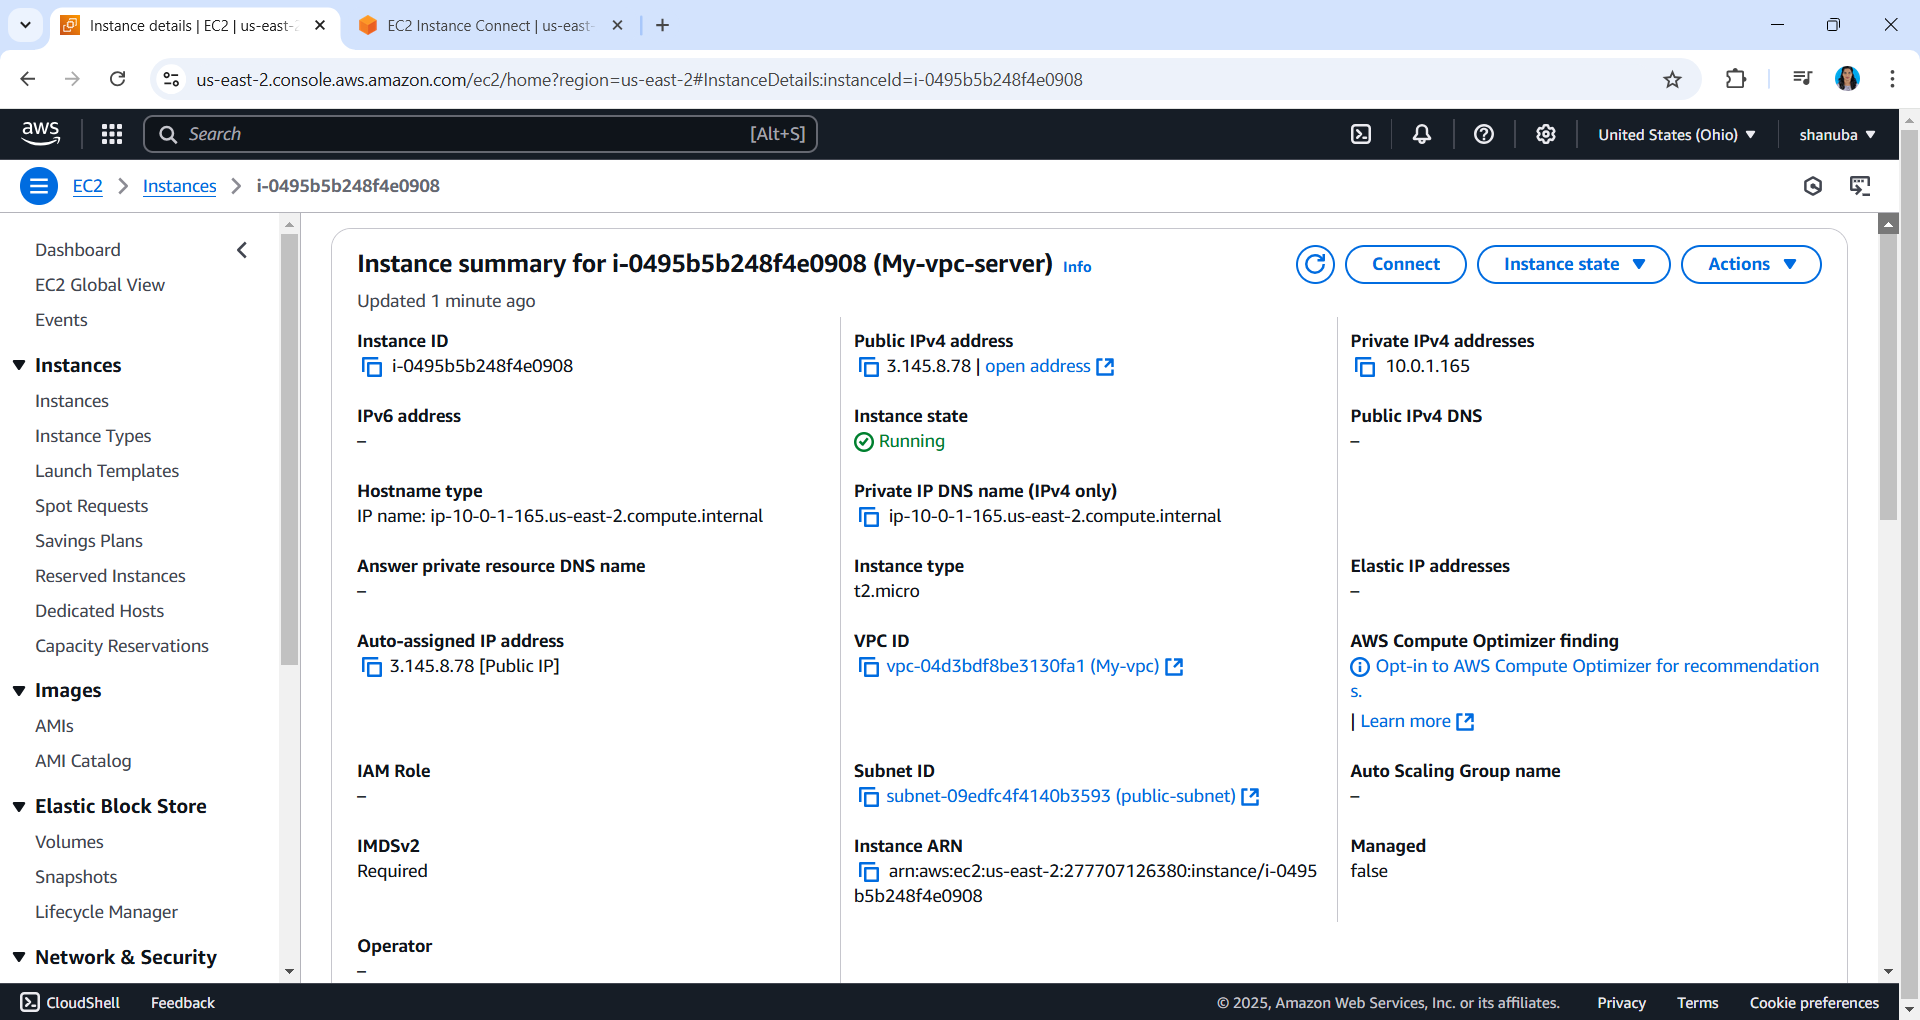 Instance details | EC2 | us-east-2
EC2 Instance Connect | us-east-
us-east-2.console.aws.amazon.com/ec2/home?region=us-east-2#InstanceDetails:instanceId=i-0495b5b248f4e0908
aws
Search [Alt+S]
United States (Ohio)
shanuba
EC2
Instances
i-0495b5b248f4e0908
Dashboard
EC2 Global View
Events
Instances
Instances
Instance Types
Launch Templates
Spot Requests
Savings Plans
Reserved Instances
Dedicated Hosts
Capacity Reservations
Images
AMIs
AMI Catalog
Elastic Block Store
Volumes
Snapshots
Lifecycle Manager
Network & Security
Instance summary for i-0495b5b248f4e0908 (My-vpc-server) Info
Connect
Instance state
Actions
Updated 1 minute ago
Instance ID
i-0495b5b248f4e0908
Public IPv4 address
3.145.8.78 | open address
Private IPv4 addresses
10.0.1.165
IPv6 address
–
Instance state
Running
Public IPv4 DNS
–
Hostname type
IP name: ip-10-0-1-165.us-east-2.compute.internal
Private IP DNS name (IPv4 only)
ip-10-0-1-165.us-east-2.compute.internal
Answer private resource DNS name
–
Instance type
t2.micro
Elastic IP addresses
–
Auto-assigned IP address
3.145.8.78 [Public IP]
VPC ID
vpc-04d3bdf8be3130fa1 (My-vpc)
AWS Compute Optimizer finding
Opt-in to AWS Compute Optimizer for recommendation
s.
| Learn more
IAM Role
–
Subnet ID
subnet-09edfc4f4140b3593 (public-subnet)
Auto Scaling Group name
–
IMDSv2
Required
Instance ARN
arn:aws:ec2:us-east-2:277707126380:instance/i-0495
b5b248f4e0908
Managed
false
Operator
–
CloudShell
Feedback
© 2025, Amazon Web Services, Inc. or its affiliates.
Privacy
Terms
Cookie preferences